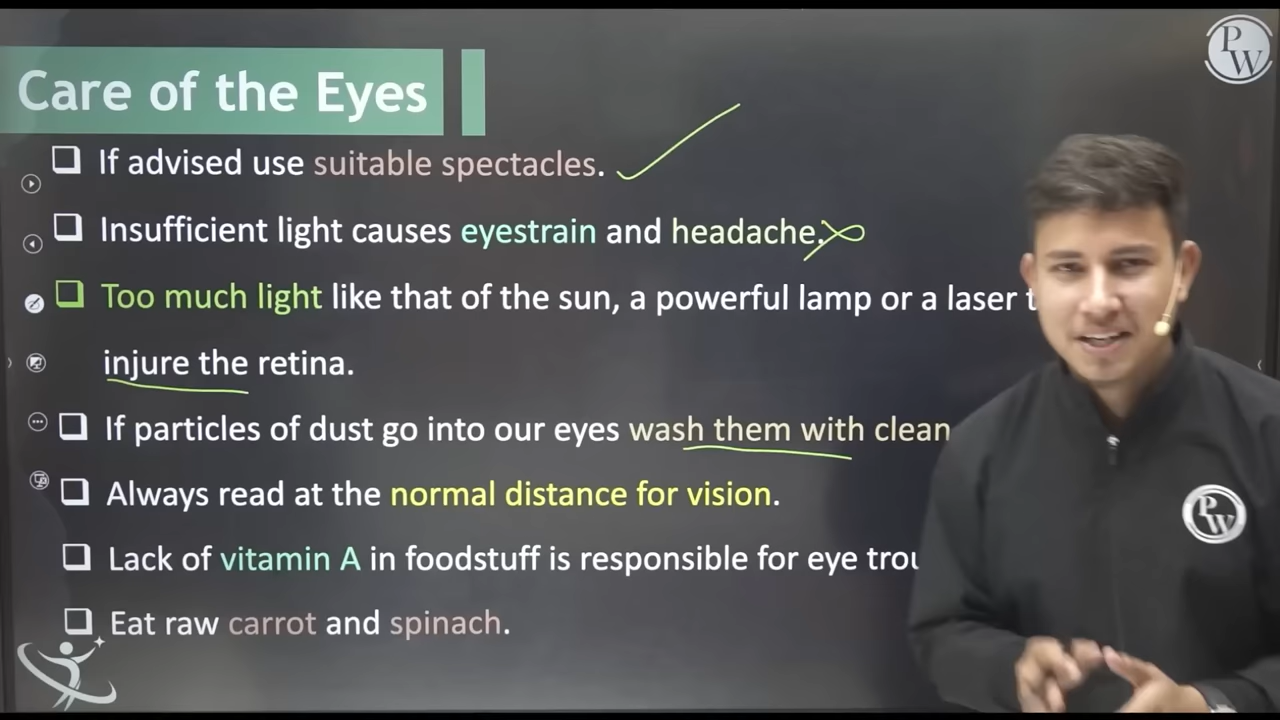 PW
Care of the Eyes
If advised use suitable spectacles.
Insufficient light causes eyestrain and headache.
Too much light like that of the sun, a powerful lamp or a laser
injure the retina.
If particles of dust go into our eyes wash them with clean
Always read at the normal distance for vision.
PW
Lack of vitamin A in foodstuff is responsible for eye
Eat raw carrot and spinach.